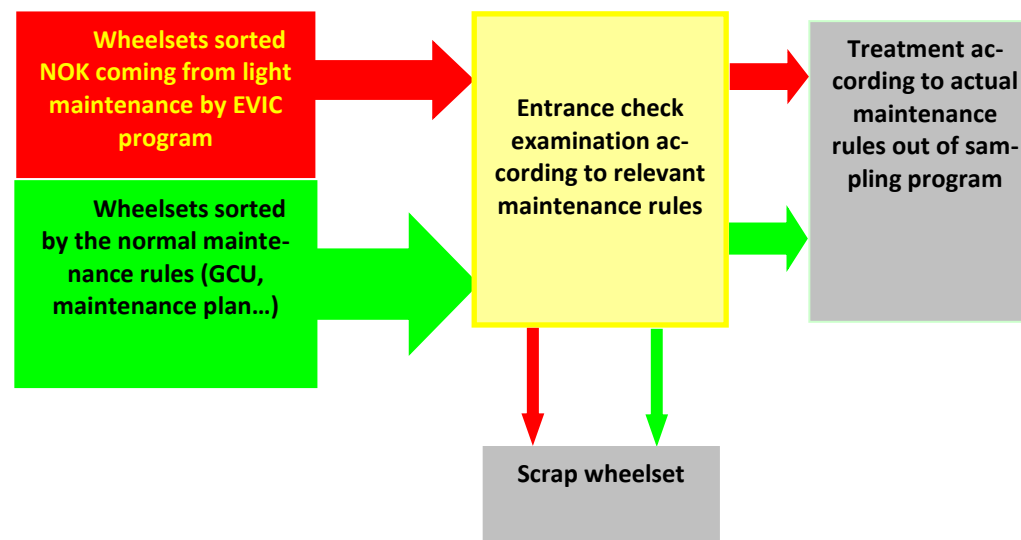 Wheelsets sorted
NOK coming from light
maintenance by EVIC
program
Wheelsets sorted
by the normal mainte-
nance rules (GCU,
maintenance plan…)
Entrance check
examination ac-
cording to relevant
maintenance rules
Treatment ac-
cording to actual
maintenance
rules out of sam-
pling program
Scrap wheelset